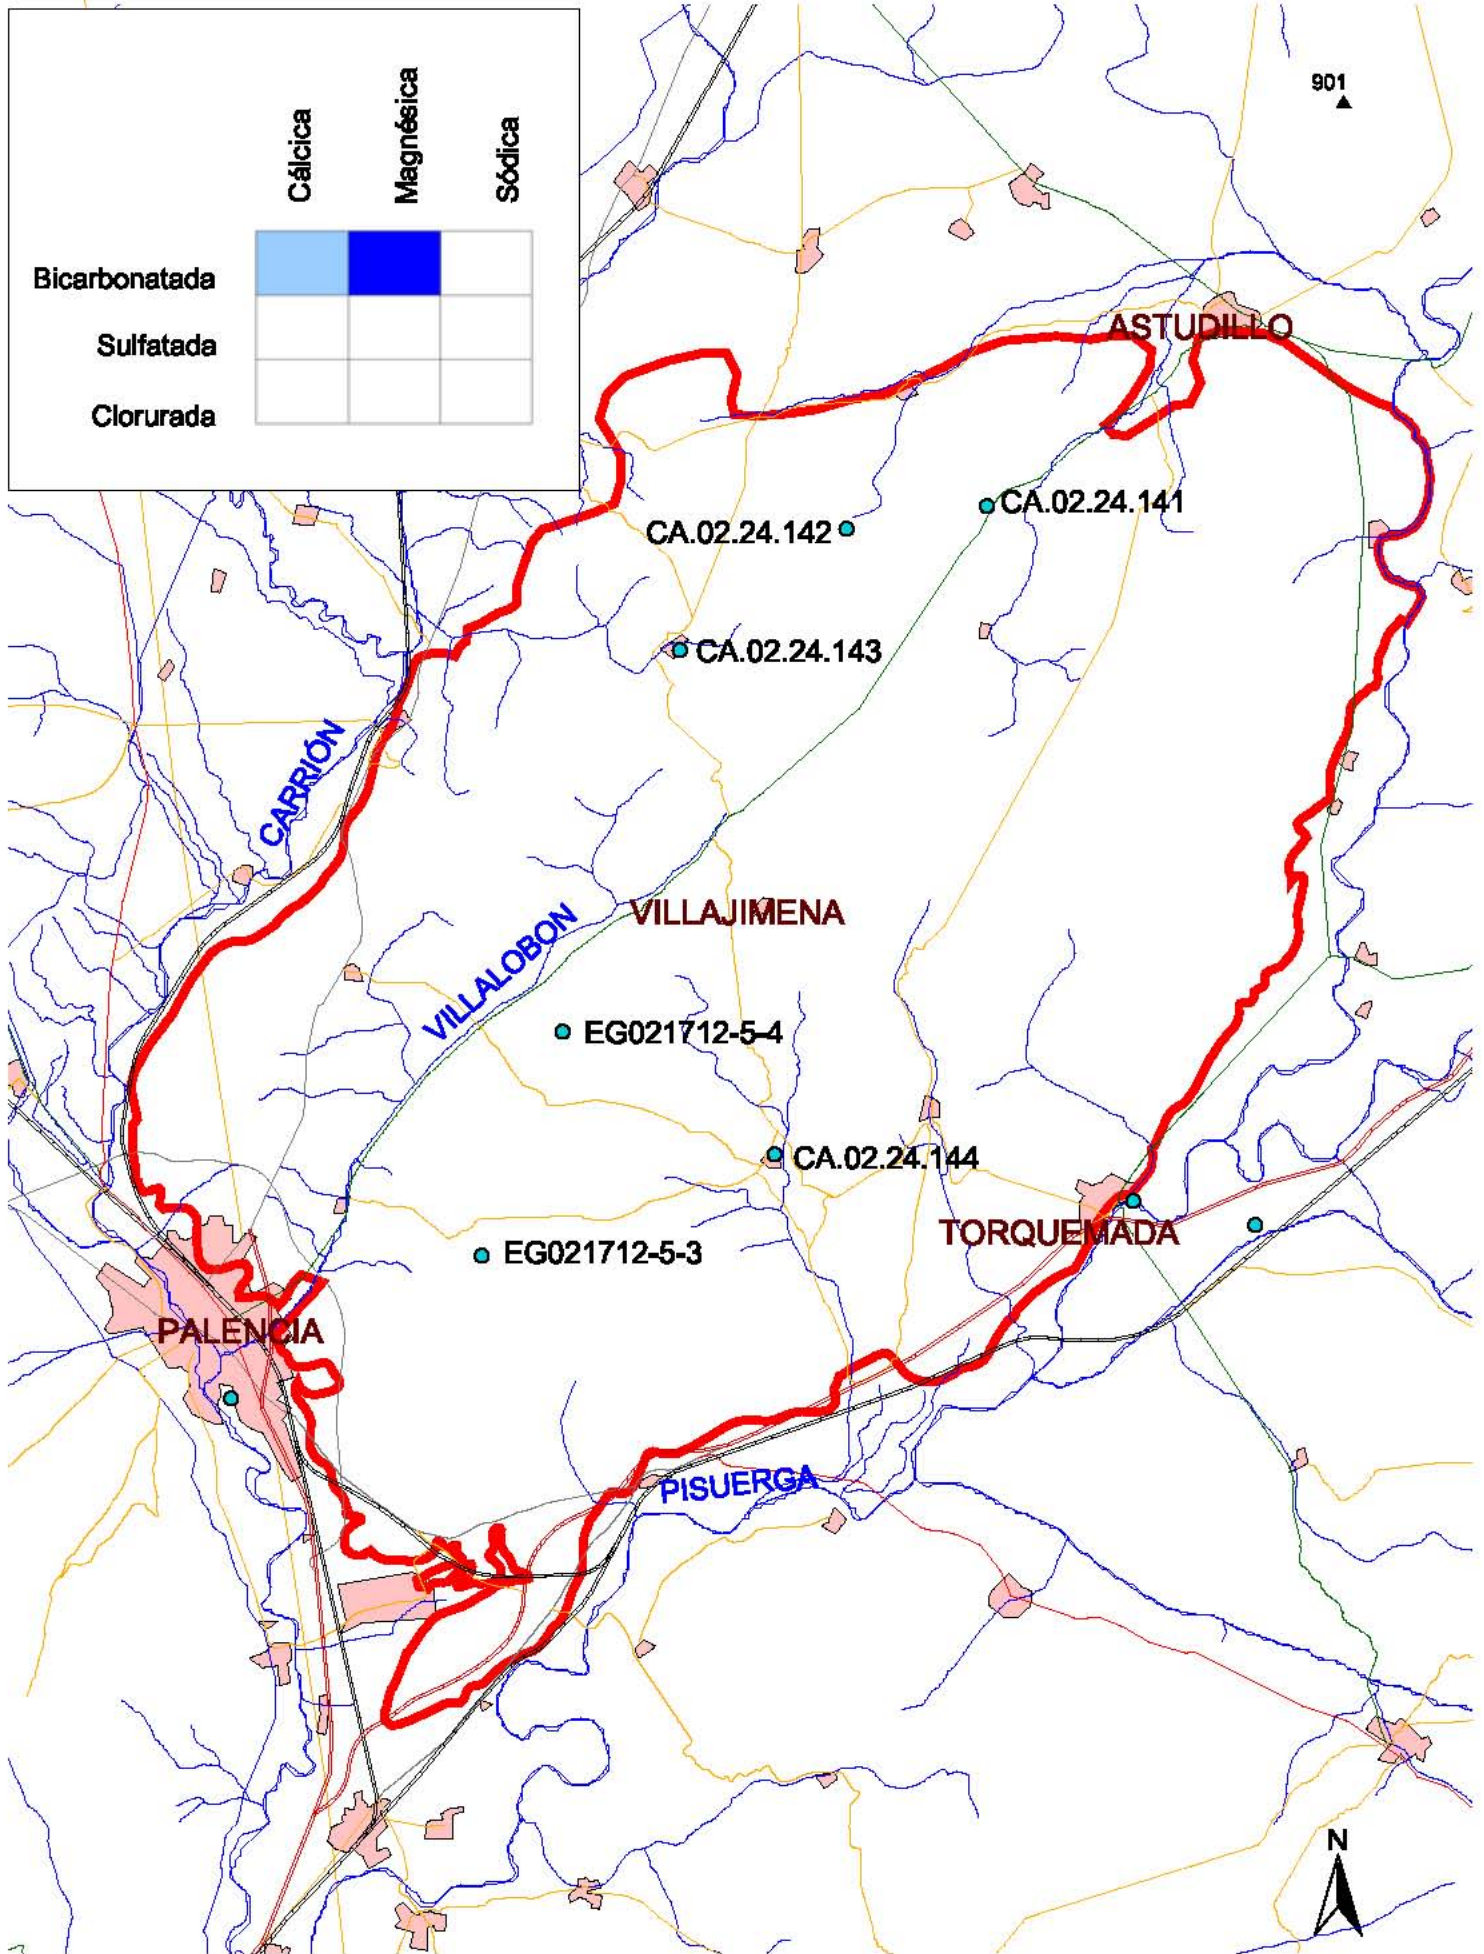 Cálcica
Magnésica
Sódica
Bicarbonatada
Sulfatada
Clorurada
901
ASTUDILLO
CA.02.24.141
CA.02.24.142
CA.02.24.143
CARRIÓN
VILLAJIMENA
VILLALOBON
EG021712-5-4
CA.02.24.144
TORQUEMADA
EG021712-5-3
PALENCIA
PISUERGA
N